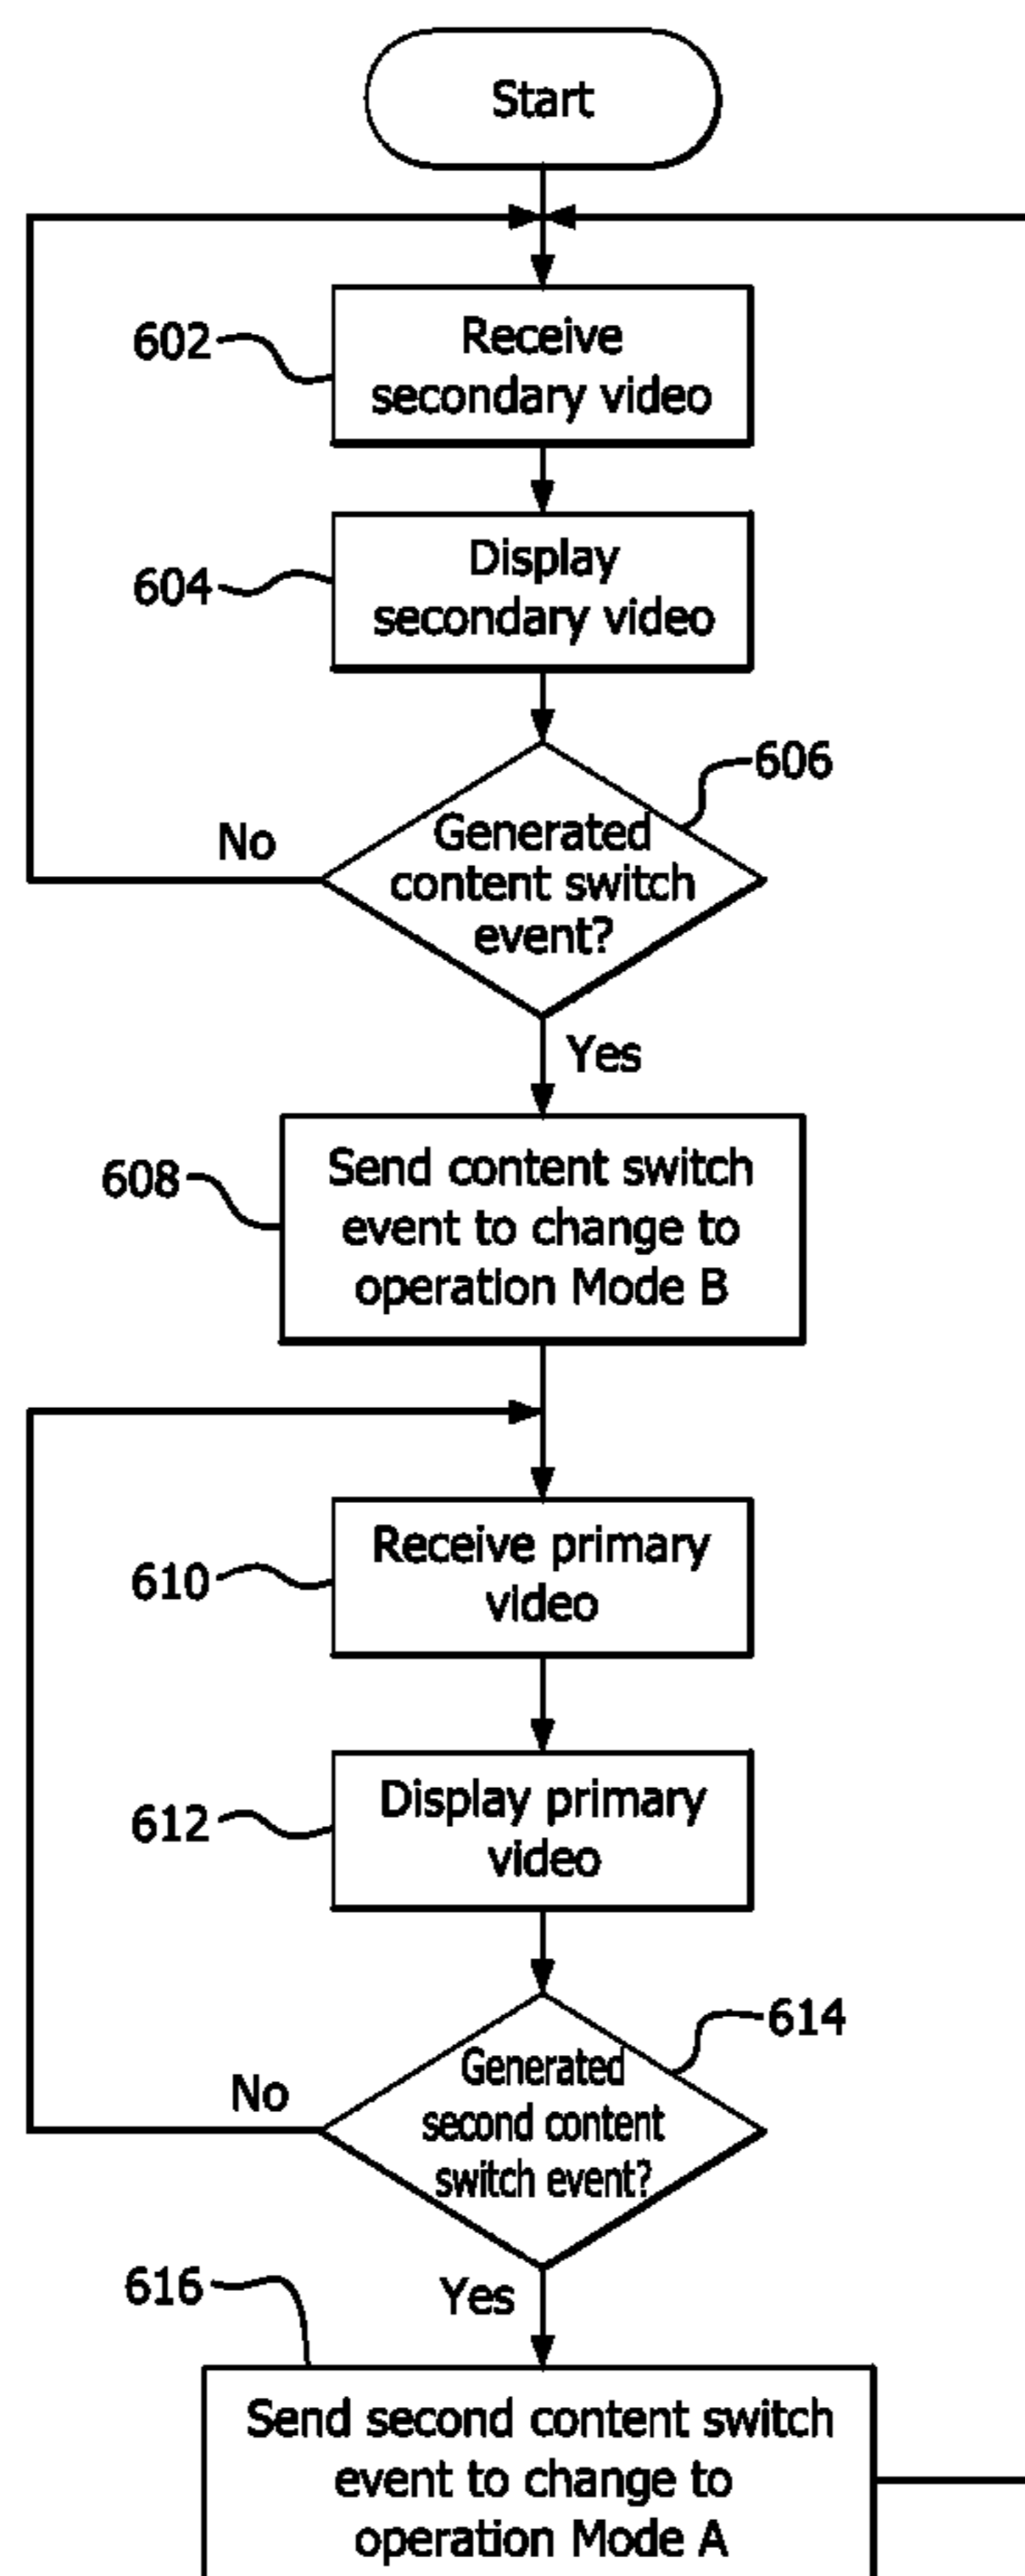 Start
602
Receive
secondary video
604
Display
secondary video
606
Generated
content switch
event?
No
Yes
608
Send content switch
event to change to
operation Mode B
610
Receive primary
video
612
Display primary
video
614
Generated
second content
switch event?
No
Yes
616
Send second content switch
event to change to
operation Mode A